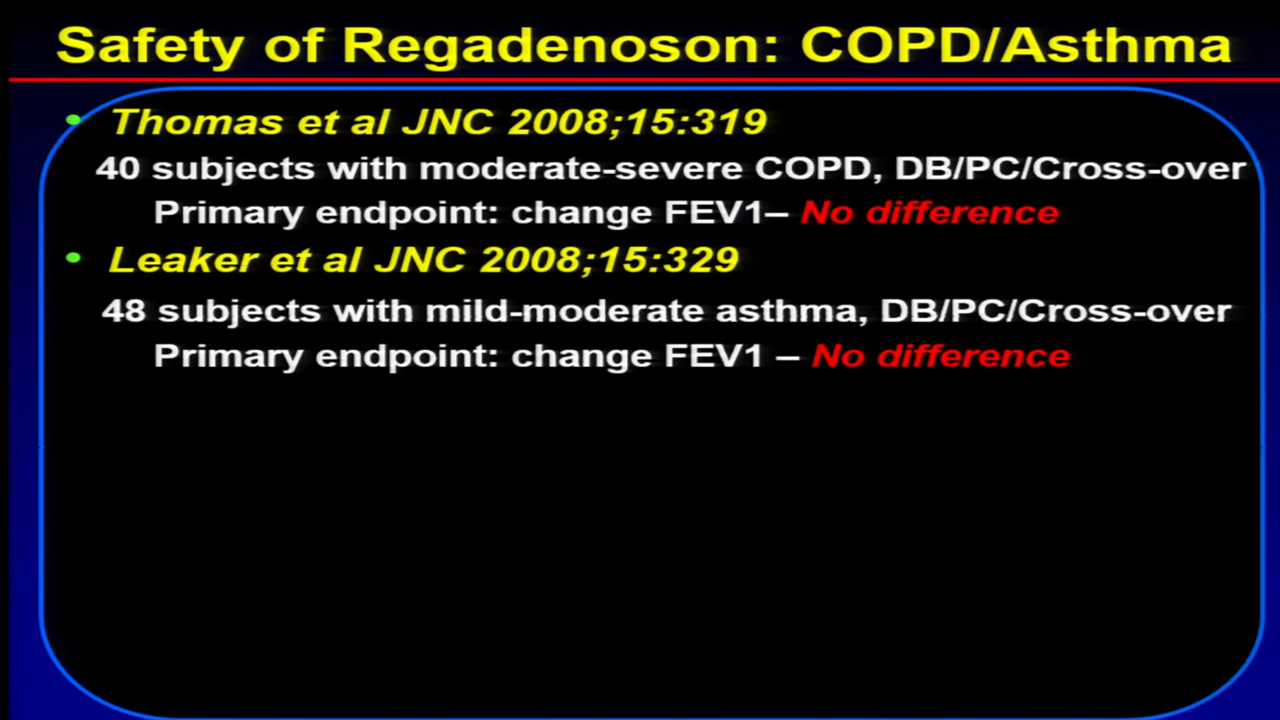 Safety of Regadenoson: COPD/Asthma
• Thomas et al JNC 2008;15:319
40 subjects with moderate-severe COPD, DB/PC/Cross-over
Primary endpoint: change FEV1– No difference
• Leaker et al JNC 2008;15:329
48 subjects with mild-moderate asthma, DB/PC/Cross-over
Primary endpoint: change FEV1 – No difference